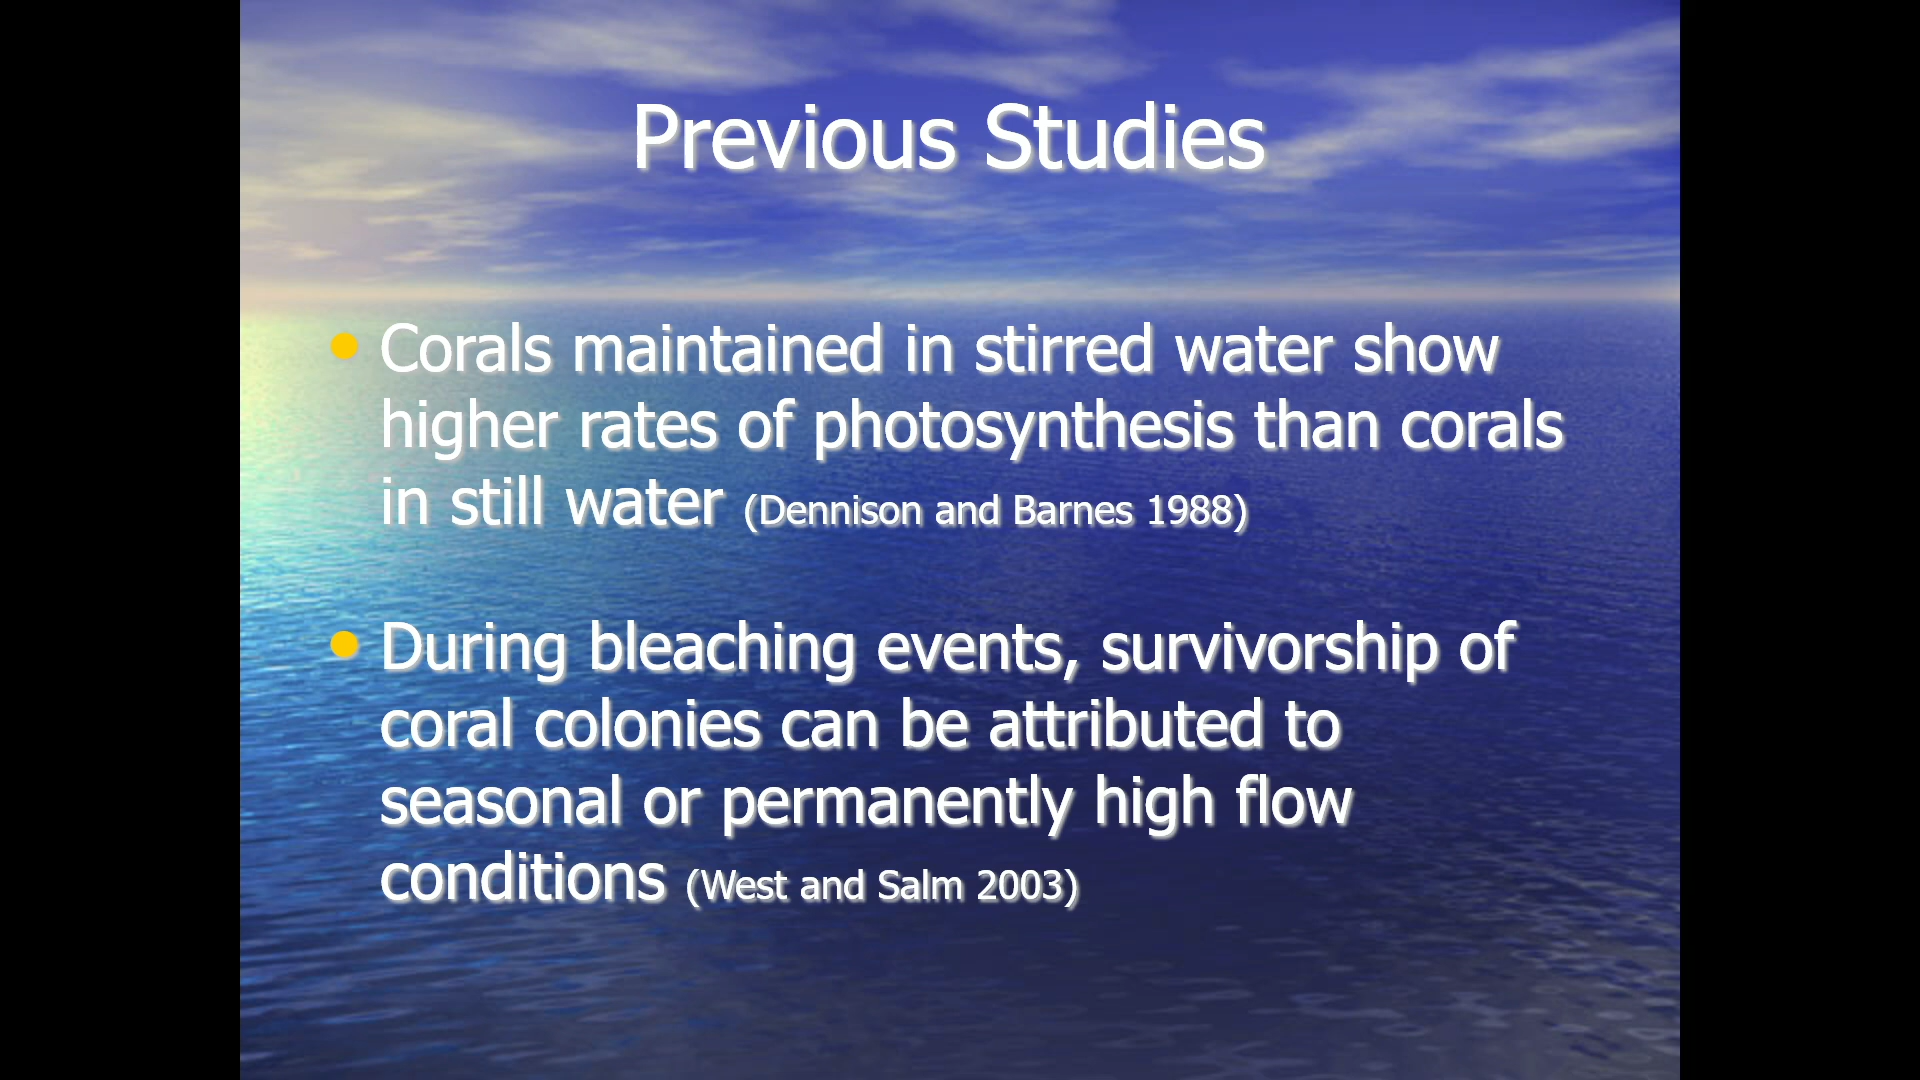 Previous Studies
• Corals maintained in stirred water show
higher rates of photosynthesis than corals
in still water (Dennison and Barnes 1988)
• During bleaching events, survivorship of
coral colonies can be attributed to
seasonal or permanently high flow
conditions (West and Salm 2003)